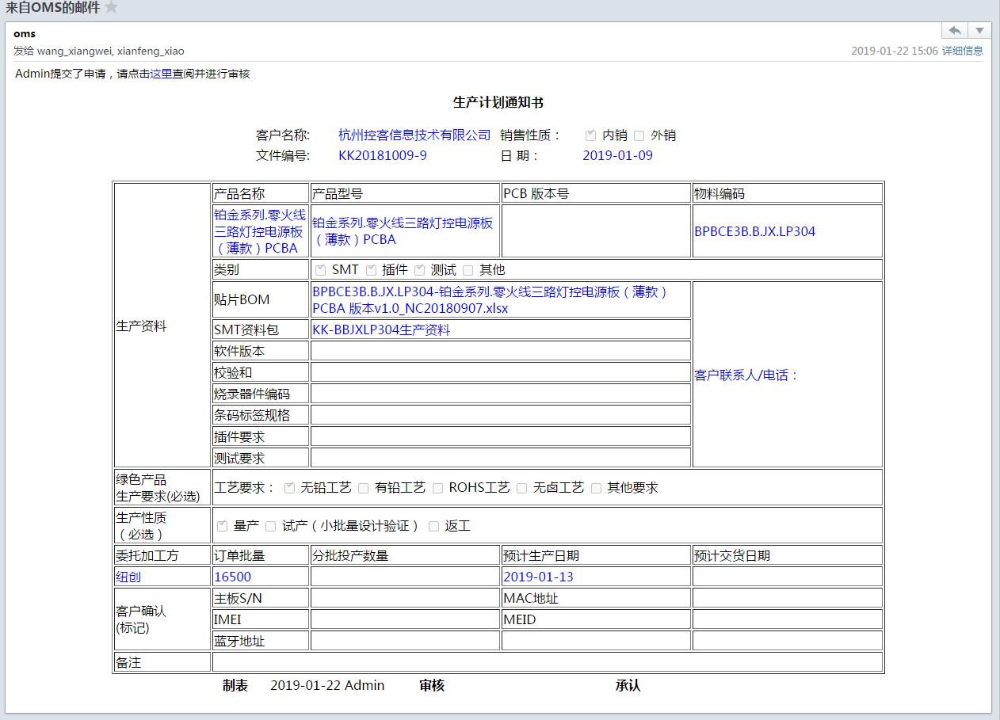 来自OMS的邮件
oms
发给 wang_xiangwei, xianfeng_xiao
2019-01-22 15:06 详细信息
Admin提交了申请，请点击这里查阅并进行审核
生产计划通知书
客户名称: 杭州控客信息技术有限公司 销售性质： 内销 外销
文件编号: KK20181009-9 日 期： 2019-01-09
生产资料
产品名称 产品型号 PCB 版本号 物料编码
铂金系列.零火线
三路灯控电源板
（薄款）PCBA
铂金系列.零火线三路灯控电源板
（薄款）PCBA
BPBCE3B.B.JX.LP304
类别 SMT 插件 测试 其他
贴片BOM
BPBCE3B.B.JX.LP304-铂金系列.零火线三路灯控电源板（薄款）
PCBA 版本v1.0_NC20180907.xlsx
SMT资料包 KK-BBJXLP304生产资料
软件版本
校验和
客户联系人/电话：
烧录器件编码
条码标签规格
插件要求
测试要求
绿色产品
生产要求(必选)
工艺要求： 无铅工艺 有铅工艺 ROHS工艺 无卤工艺 其他要求
生产性质
（必选）
量产 试产（小批量设计验证） 返工
委托加工方 订单批量 分批投产数量 预计生产日期 预计交货日期
纽创 16500 2019-01-13
客户确认
(标记)
主板S/N MAC地址
IMEI MEID
蓝牙地址
备注
制表 2019-01-22 Admin 审核 承认